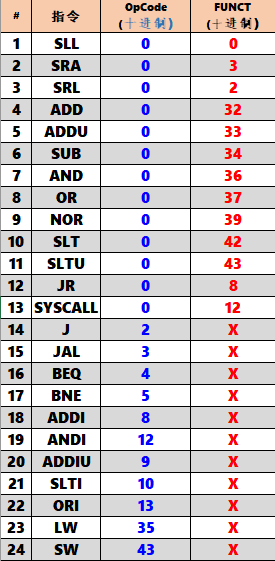 # 指令 OpCode (十进制) FUNCT (十进制)
1 SLL 0 0
2 SRA 0 3
3 SRL 0 2
4 ADD 0 32
5 ADDU 0 33
6 SUB 0 34
7 AND 0 36
8 OR 0 37
9 NOR 0 39
10 SLT 0 42
11 SLTU 0 43
12 JR 0 8
13 SYSCALL 0 12
14 J 2 X
15 JAL 3 X
16 BEQ 4 X
17 BNE 5 X
18 ADDI 8 X
19 ANDI 12 X
20 ADDIU 9 X
21 SLTI 10 X
22 ORI 13 X
23 LW 35 X
24 SW 43 X